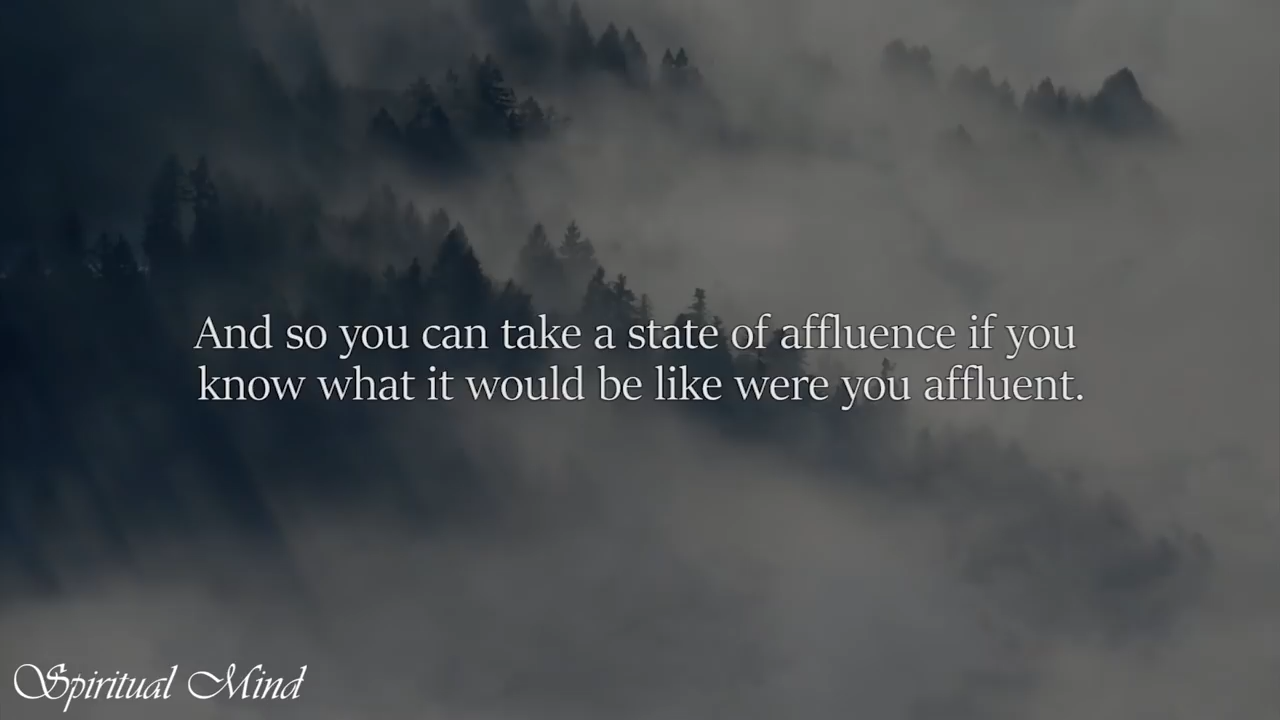 And so you can take a state of affluence if you
know what it would be like were you affluent.
Spiritual Mind